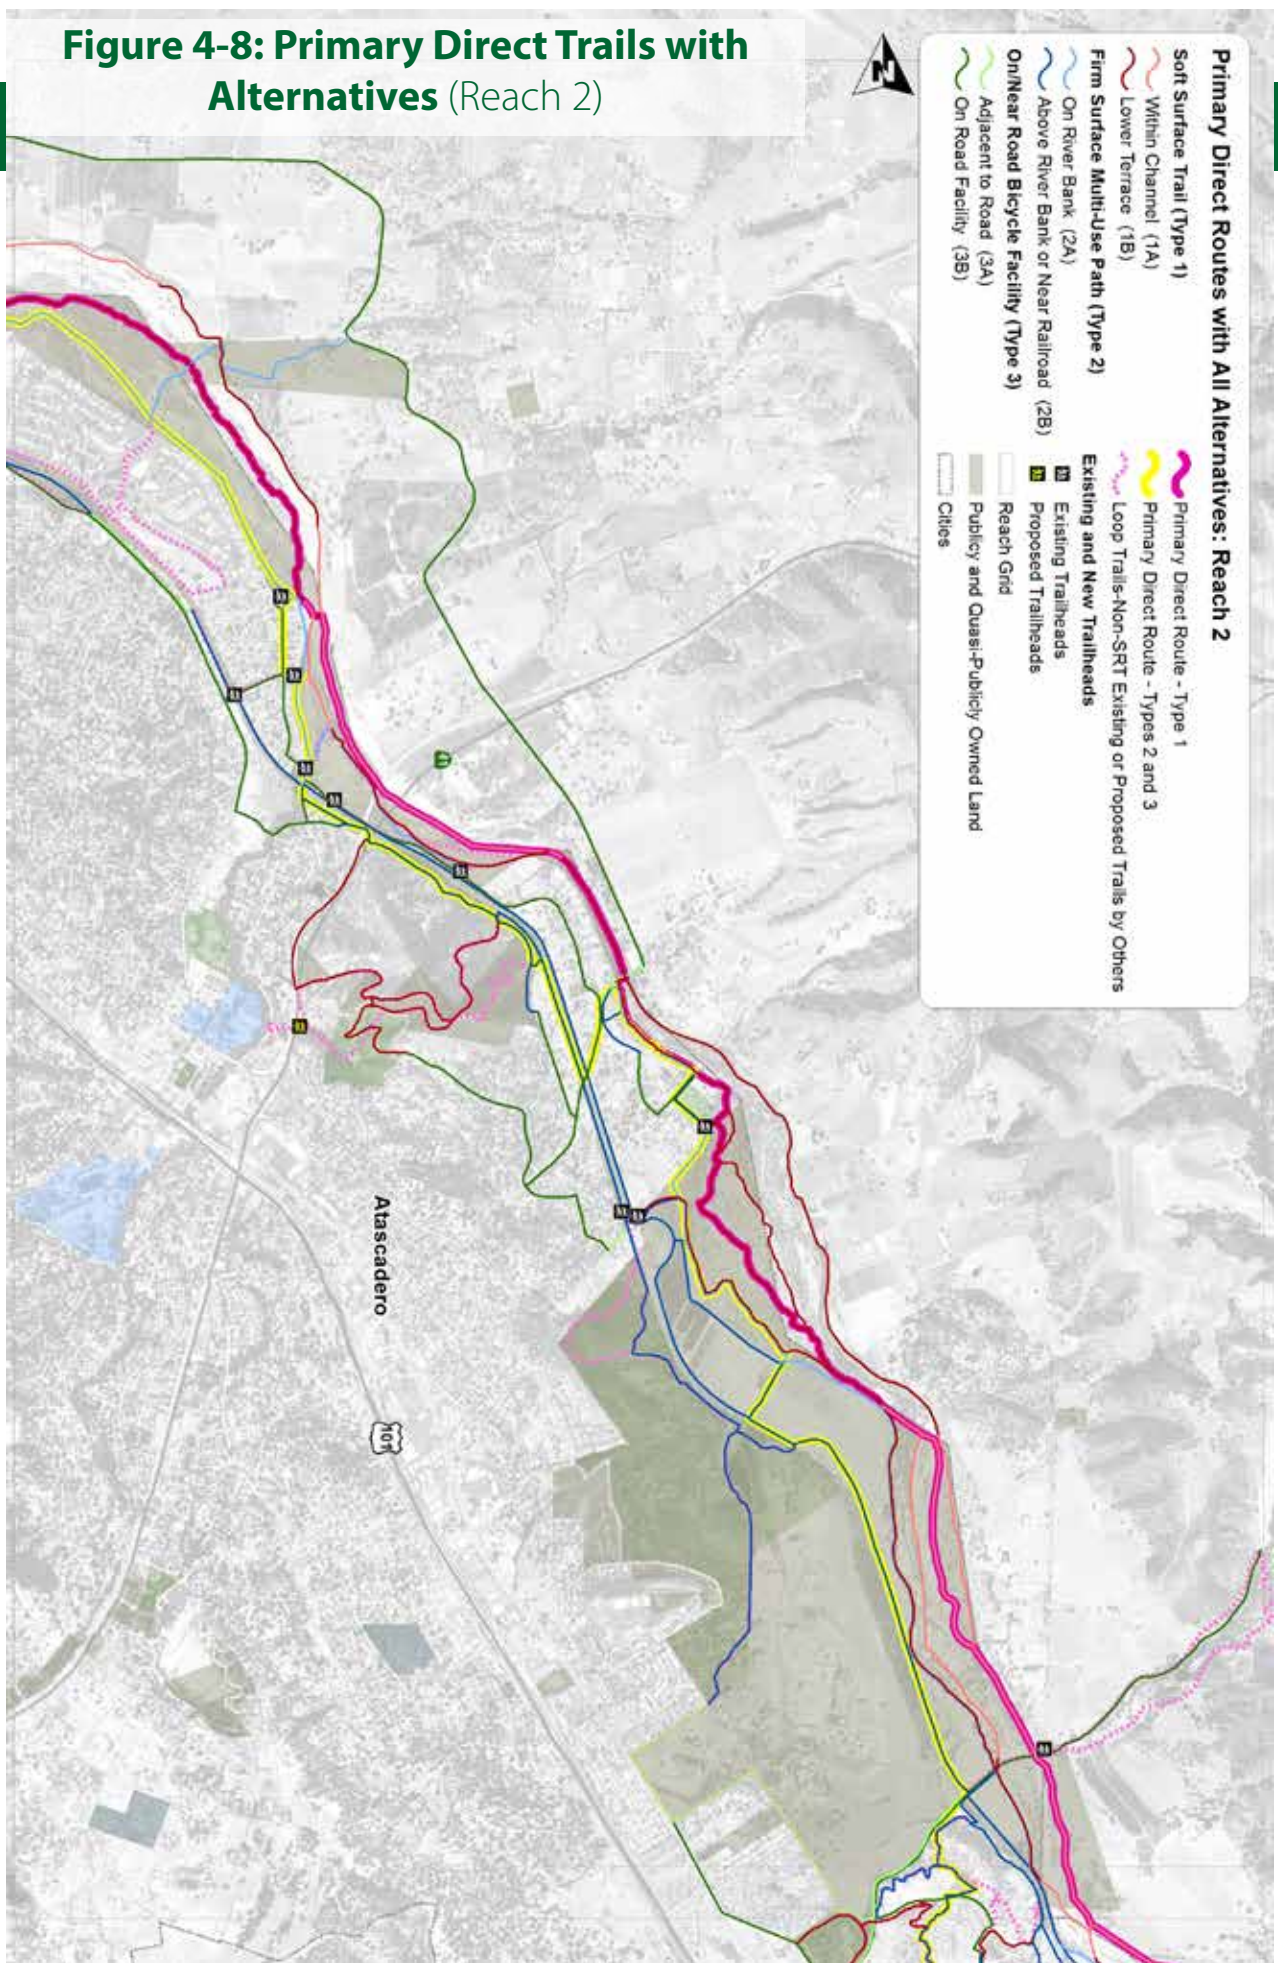 Figure 4-8: Primary Direct Trails with
Alternatives (Reach 2)
Primary Direct Routes with All Alternatives: Reach 2
Soft Surface Trail (Type 1)
Within Channel (1A)
Lower Terrace (1B)
Firm Surface Multi-Use Path (Type 2)
On River Bank (2A)
Above River Bank or Near Railroad (2B)
On/Near Road Bicycle Facility (Type 3)
Adjacent to Road (3A)
On Road Facility (3B)
Primary Direct Route - Type 1
Primary Direct Route - Types 2 and 3
Loop Trails-Non-SRT Existing or Proposed Trails by Others
Existing and New Trailheads
Existing Trailheads
Proposed Trailheads
Reach Grid
Publicy and Quasi-Publicly Owned Land
Cities
N
Atascadero
101